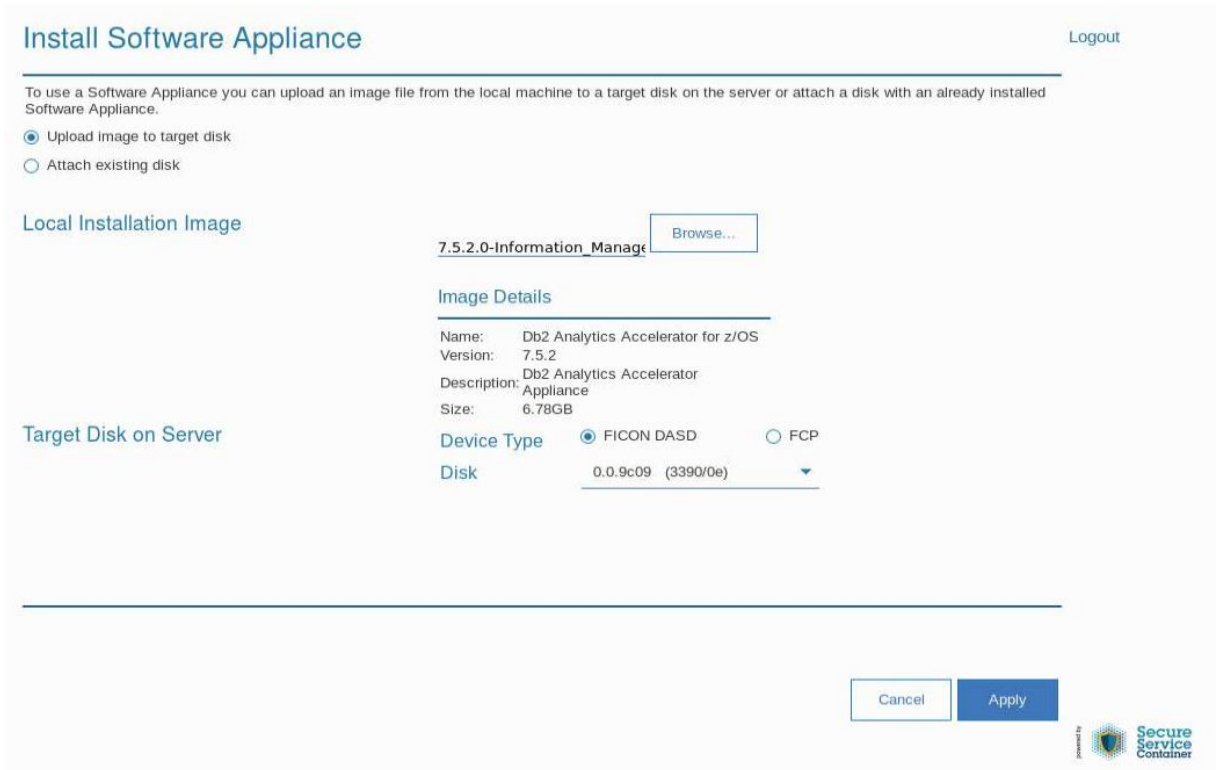 Install Software Appliance
Logout
To use a Software Appliance you can upload an image file from the local machine to a target disk on the server or attach a disk with an already installed
Software Appliance.
Upload image to target disk
Attach existing disk
Local Installation Image
7.5.2.0-Information_Manage
Browse...
Image Details
Name: Db2 Analytics Accelerator for z/OS
Version: 7.5.2
Description: Db2 Analytics Accelerator
Appliance
Size: 6.78GB
Target Disk on Server
Device Type FICON DASD FCP
Disk 0.0.9c09 (3390/0e)
Cancel Apply
powered by
Secure
Service
Container